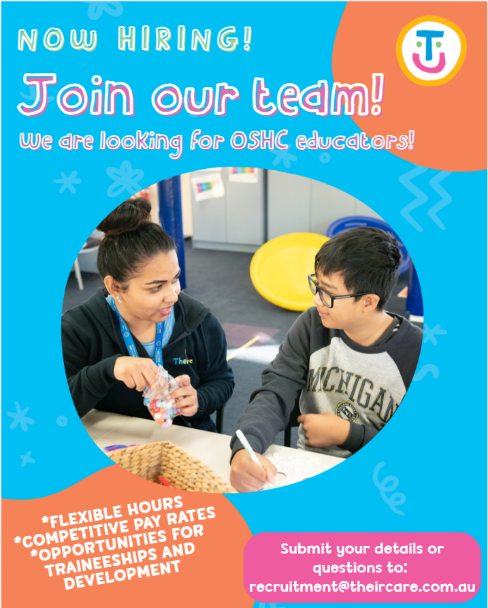 NOW HIRING!
Join our team!
We are looking for OSHC educators!
T
Their
MICHIGAN
*FLEXIBLE HOURS
*COMPETITIVE PAY RATES
*OPPORTUNITIES FOR
TRAINEESHIPS AND
DEVELOPMENT
Submit your details or
questions to:
recruitment@theircare.com.au